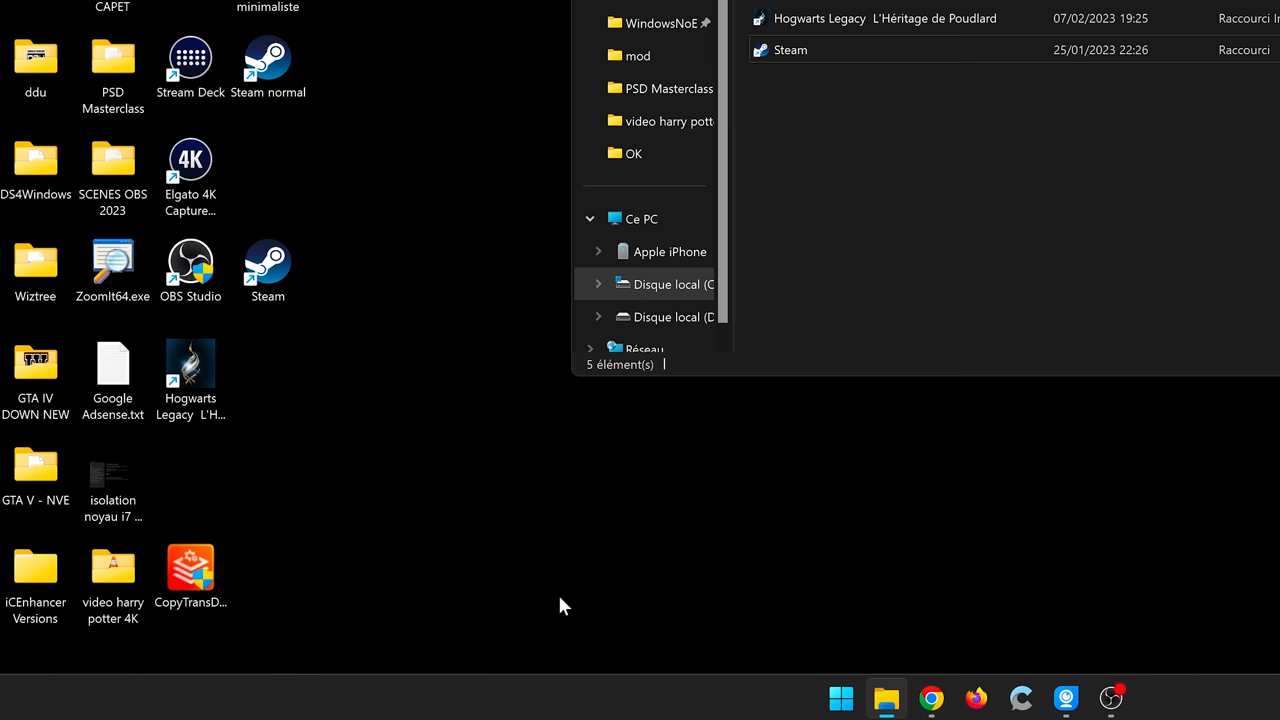 CAPET
minimaliste
ddu
PSD
Masterclass
Stream Deck
Steam normal
DS4Windows
SCENES OBS
2023
4K
Elgato 4K
Capture...
Wiztree
ZoomIt64.exe
OBS Studio
Steam
GTA IV
DOWN NEW
Google
Adsense.txt
Hogwarts
Legacy L'H...
GTA V - NVE
isolation
noyau i7 ...
iCEnhancer
Versions
video harry
potter 4K
CopyTransD...
WindowsNoE
mod
PSD Masterclass
video harry pott
OK
Ce PC
Apple iPhone
Disque local (C
Disque local (D
Réseau
5 élément(s)
Hogwarts Legacy L'Héritage de Poudlard 07/02/2023 19:25 Raccourci In
Steam 25/01/2023 22:26 Raccourci